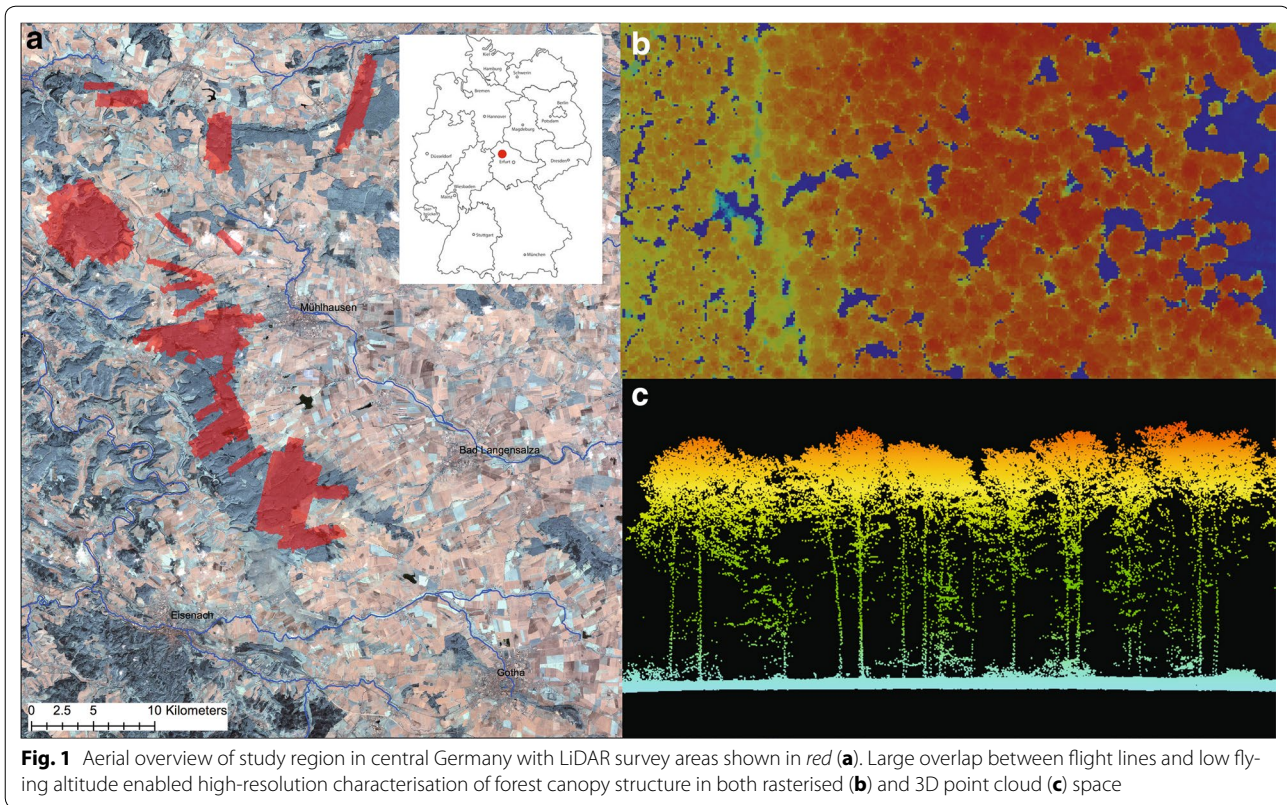 a
Kiel
Hamburg
Schwerin
Bremen
Berlin
Hannover
Potsdam
Magdeburg
Düsseldorf
Erfurt
Dresden
Wiesbaden
Mainz
Saar-
brücken
Stuttgart
München
Mühlhausen
Bad Langensalza
Eisenach
Gotha
0 2.5 5 10 Kilometers
b
c
Fig. 1 Aerial overview of study region in central Germany with LiDAR survey areas shown in red (a). Large overlap between flight lines and low fly-
ing altitude enabled high-resolution characterisation of forest canopy structure in both rasterised (b) and 3D point cloud (c) space